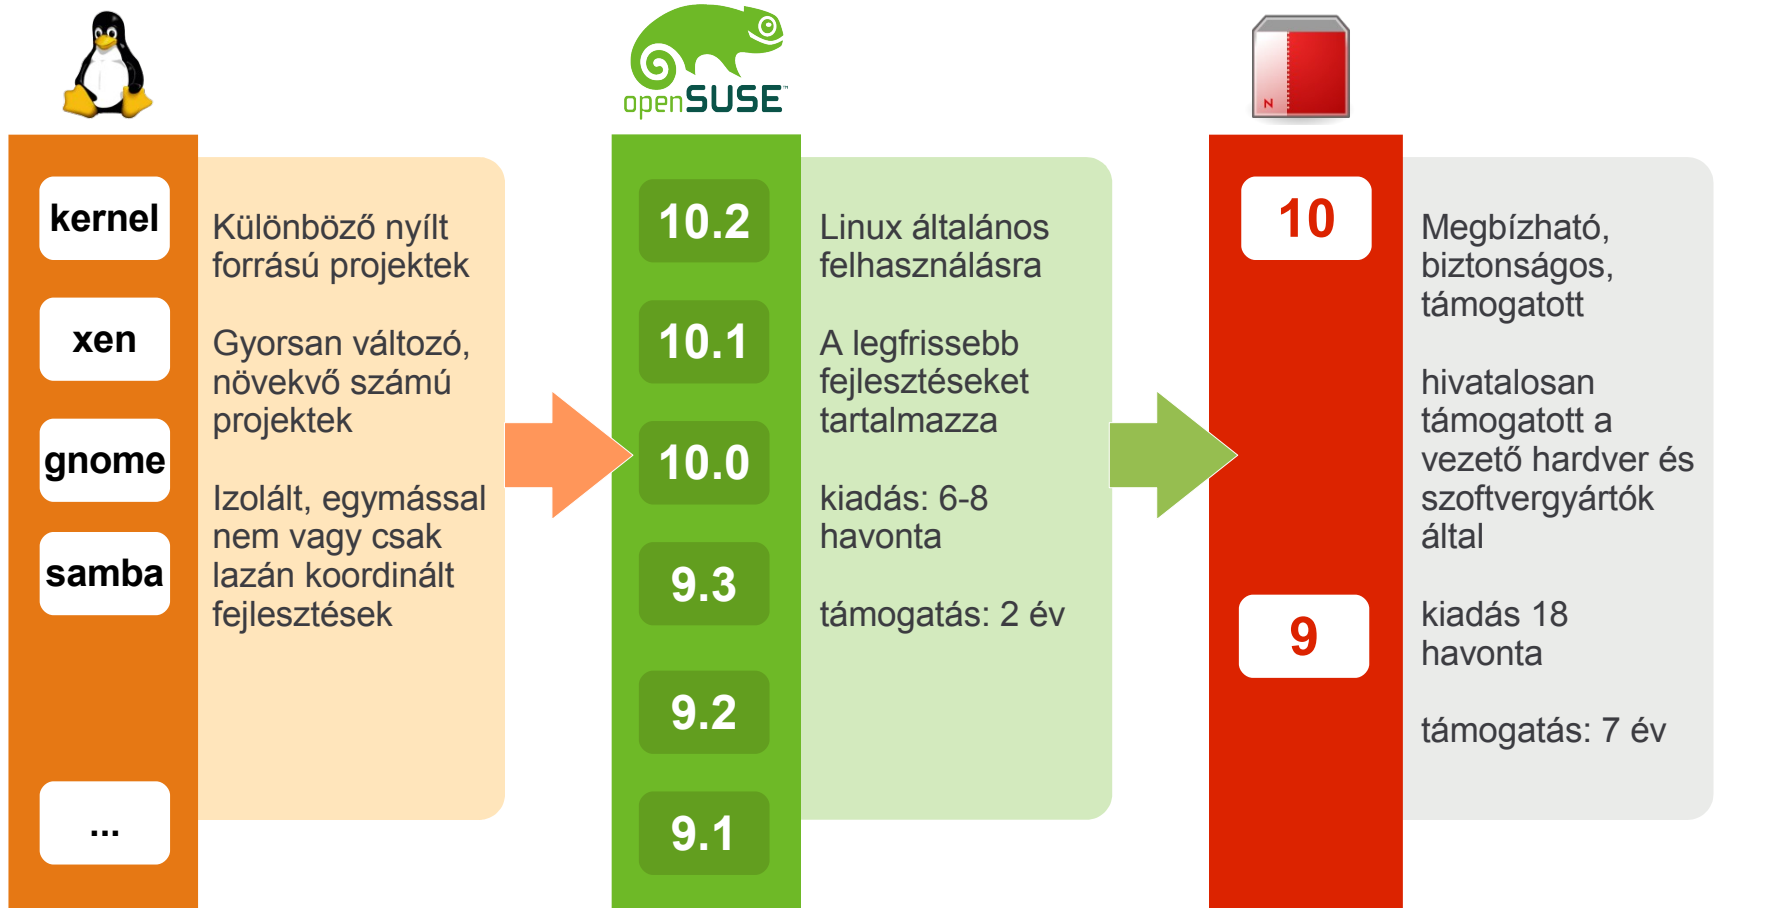 openSUSE
kernel
xen
gnome
samba
...
Különböző nyílt
forrású projektek
Gyorsan változó,
növekvő számú
projektek
Izolált, egymással
nem vagy csak
lazán koordinált
fejlesztések
10.2
10.1
10.0
9.3
9.2
9.1
Linux általános
felhasználásra
A legfrissebb
fejlesztéseket
tartalmazza
kiadás: 6-8
havonta
támogatás: 2 év
N
10
9
Megbízható,
biztonságos,
támogatott
hivatalosan
támogatott a
vezető hardver és
szoftvergyártók
által
kiadás 18
havonta
támogatás: 7 év